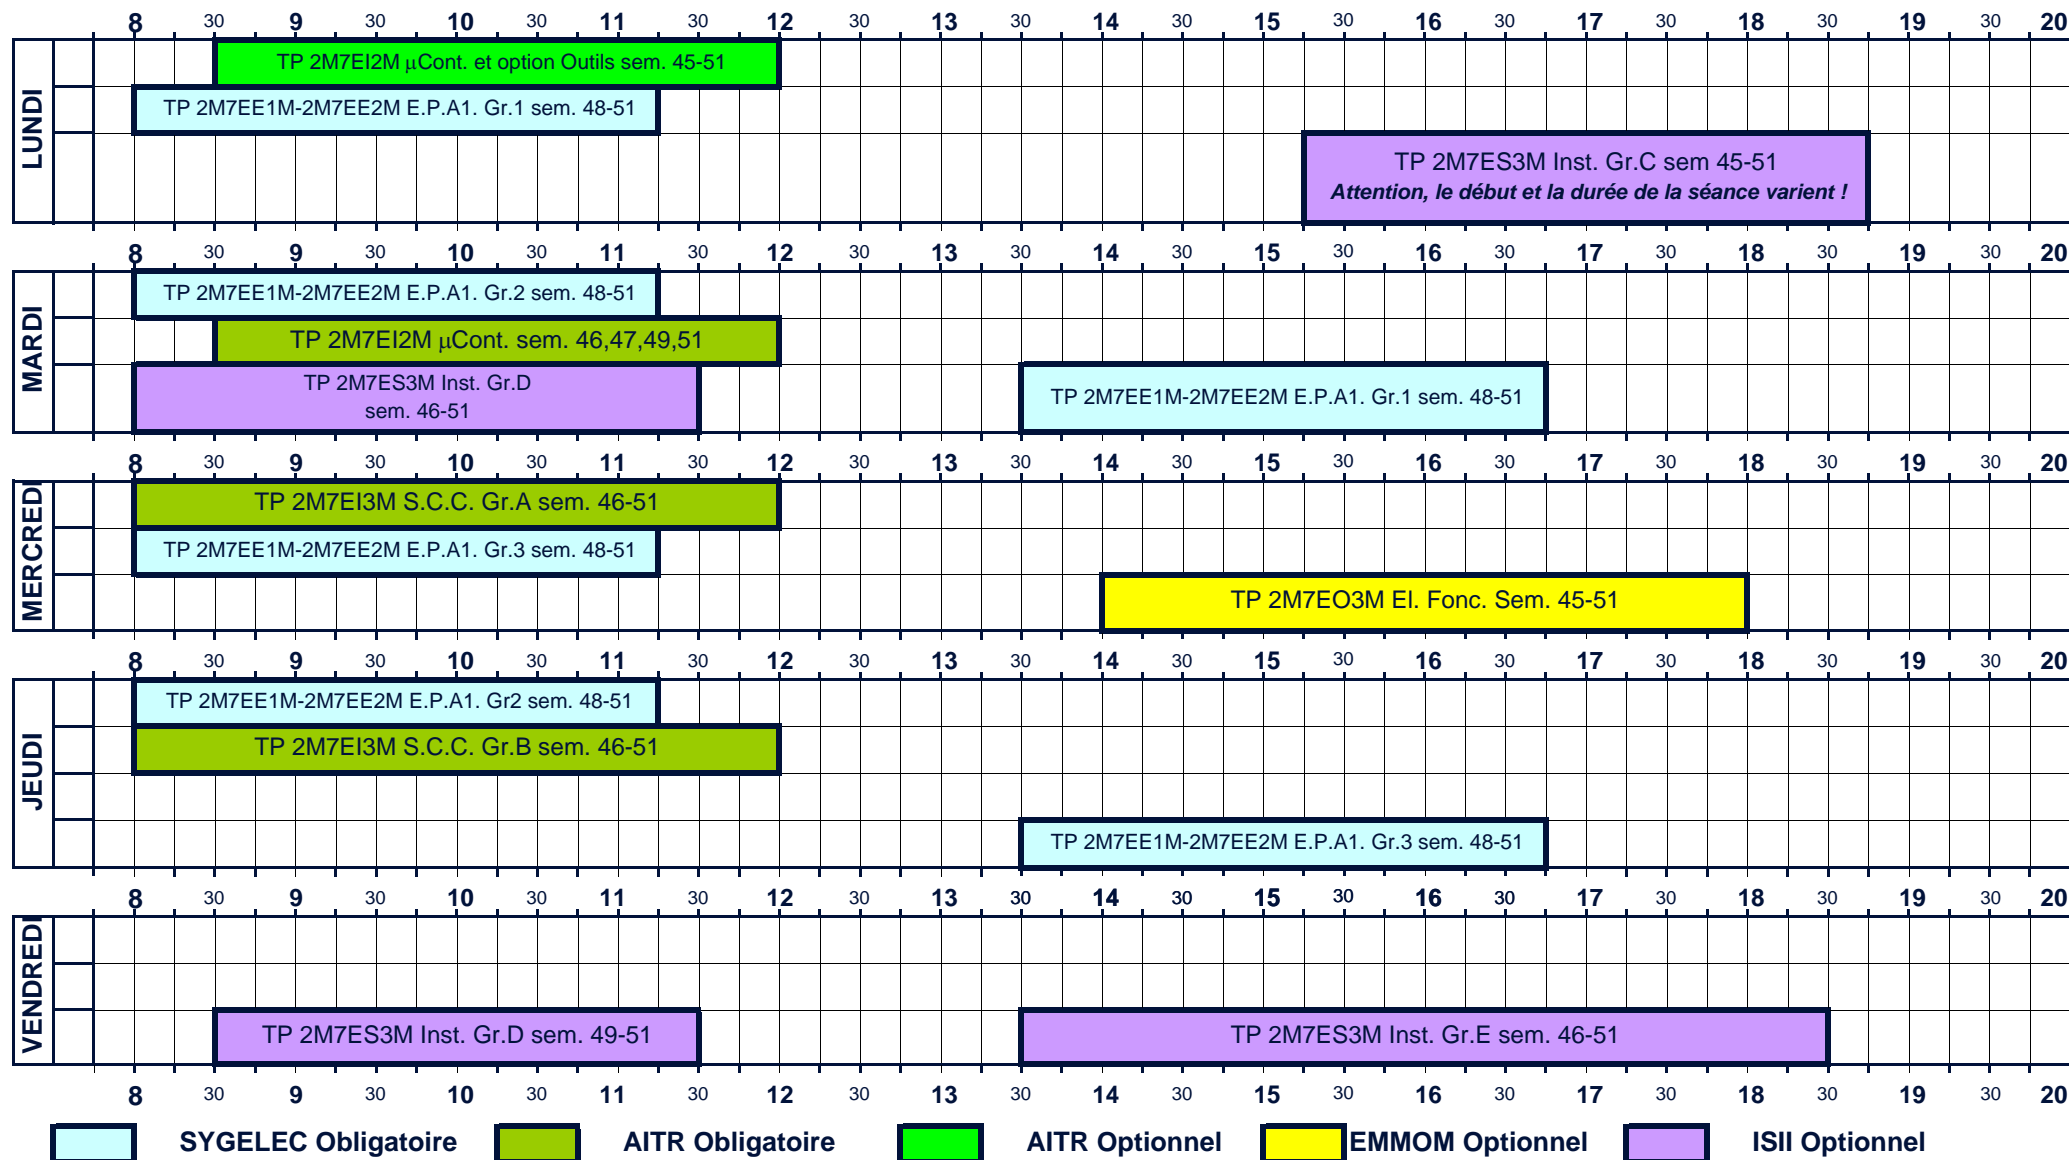 8 30 9 30 10 30 11 30 12 30 13 30 14 30 15 30 16 30 17 30 18 30 19 30 20
LUNDI
TP 2M7EI2M μCont. et option Outils sem. 45-51
TP 2M7EE1M-2M7EE2M E.P.A1. Gr.1 sem. 48-51
TP 2M7ES3M Inst. Gr.C sem 45-51
Attention, le début et la durée de la séance varient !
8 30 9 30 10 30 11 30 12 30 13 30 14 30 15 30 16 30 17 30 18 30 19 30 20
MARDI
TP 2M7EE1M-2M7EE2M E.P.A1. Gr.2 sem. 48-51
TP 2M7EI2M μCont. sem. 46,47,49,51
TP 2M7ES3M Inst. Gr.D
sem. 46-51
TP 2M7EE1M-2M7EE2M E.P.A1. Gr.1 sem. 48-51
8 30 9 30 10 30 11 30 12 30 13 30 14 30 15 30 16 30 17 30 18 30 19 30 20
MERCREDI
TP 2M7EI3M S.C.C. Gr.A sem. 46-51
TP 2M7EE1M-2M7EE2M E.P.A1. Gr.3 sem. 48-51
TP 2M7EO3M El. Fonc. Sem. 45-51
8 30 9 30 10 30 11 30 12 30 13 30 14 30 15 30 16 30 17 30 18 30 19 30 20
JEUDI
TP 2M7EE1M-2M7EE2M E.P.A1. Gr2 sem. 48-51
TP 2M7EI3M S.C.C. Gr.B sem. 46-51
TP 2M7EE1M-2M7EE2M E.P.A1. Gr.3 sem. 48-51
8 30 9 30 10 30 11 30 12 30 13 30 14 30 15 30 16 30 17 30 18 30 19 30 20
VENDREDI
TP 2M7ES3M Inst. Gr.D sem. 49-51
TP 2M7ES3M Inst. Gr.E sem. 46-51
8 30 9 30 10 30 11 30 12 30 13 30 14 30 15 30 16 30 17 30 18 30 19 30 20
SYGELEC Obligatoire AITR Obligatoire AITR Optionnel EMMOM Optionnel ISII Optionnel